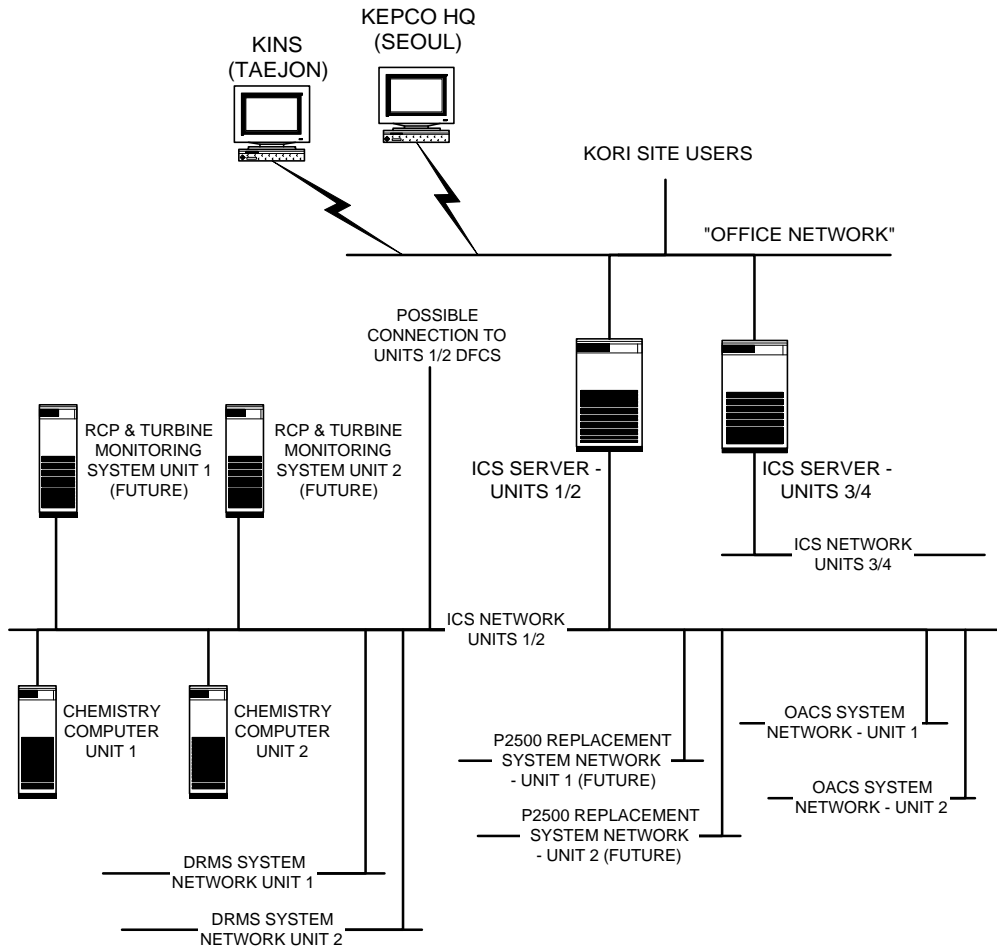 KEPCO HQ
(SEOUL)
KINS
(TAEJON)
KORI SITE USERS
"OFFICE NETWORK"
POSSIBLE
CONNECTION TO
UNITS 1/2 DFCS
RCP & TURBINE
MONITORING
SYSTEM UNIT 1
(FUTURE)
RCP & TURBINE
MONITORING
SYSTEM UNIT 2
(FUTURE)
ICS SERVER -
UNITS 1/2
ICS SERVER -
UNITS 3/4
ICS NETWORK
UNITS 3/4
ICS NETWORK
UNITS 1/2
CHEMISTRY
COMPUTER
UNIT 1
CHEMISTRY
COMPUTER
UNIT 2
OACS SYSTEM
NETWORK - UNIT 1
P2500 REPLACEMENT
SYSTEM NETWORK
- UNIT 1 (FUTURE)
OACS SYSTEM
NETWORK - UNIT 2
P2500 REPLACEMENT
SYSTEM NETWORK
- UNIT 2 (FUTURE)
DRMS SYSTEM
NETWORK UNIT 1
DRMS SYSTEM
NETWORK UNIT 2